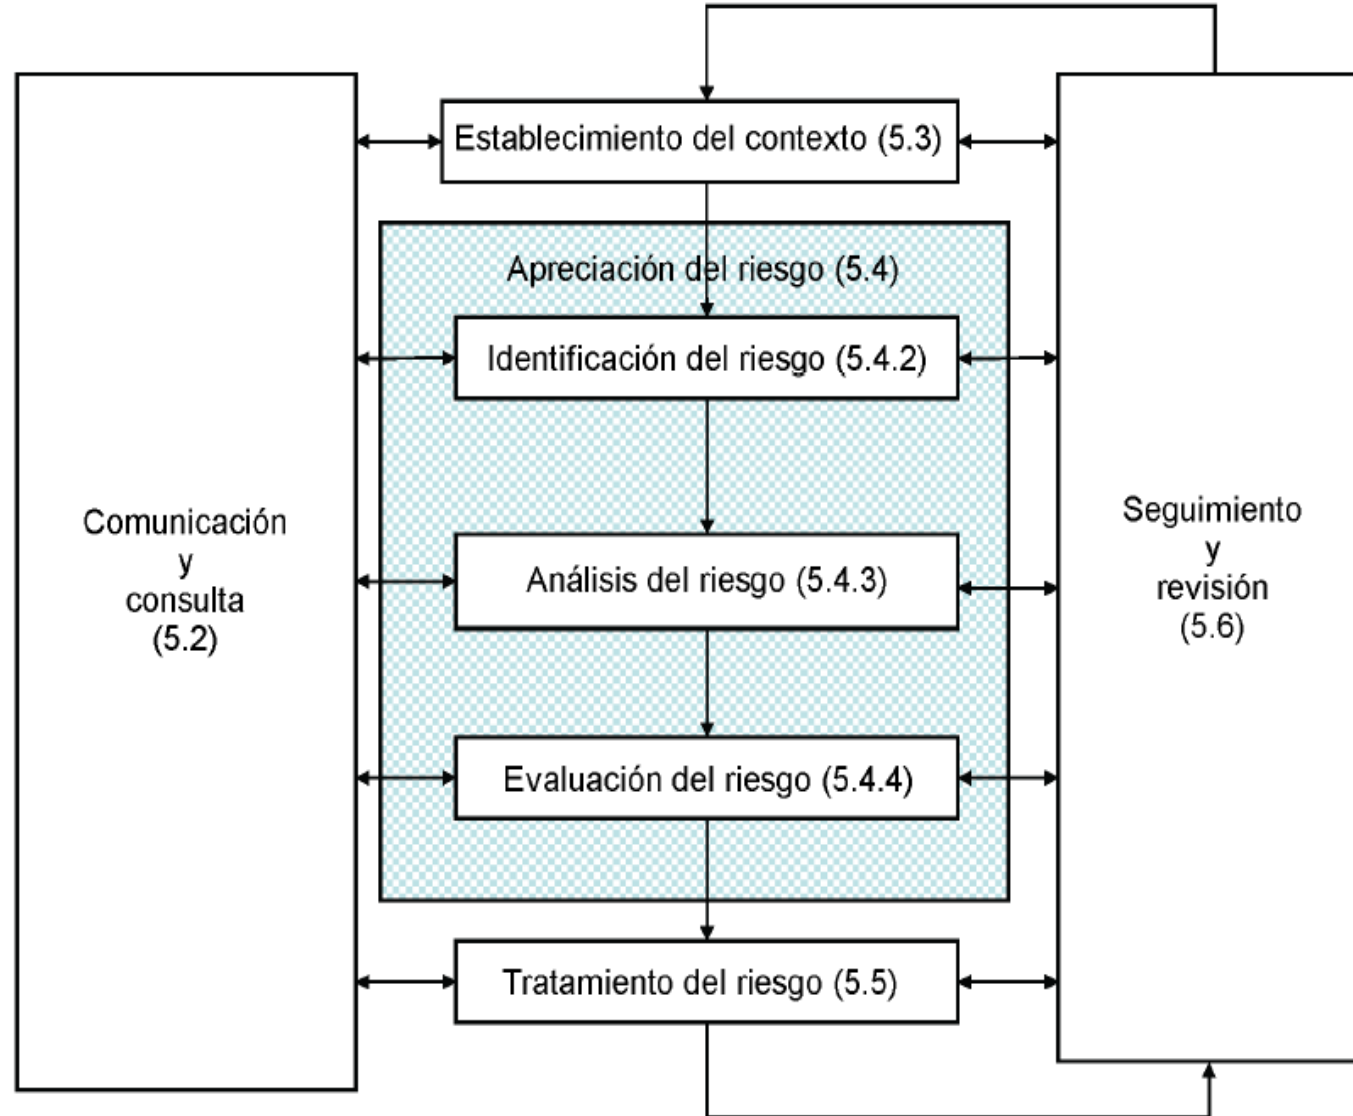 Establecimiento del contexto (5.3)
Apreciación del riesgo (5.4)
Identificación del riesgo (5.4.2)
Comunicación
y
consulta
(5.2)
Análisis del riesgo (5.4.3)
Seguimiento
y
revisión
(5.6)
Evaluación del riesgo (5.4.4)
Tratamiento del riesgo (5.5)